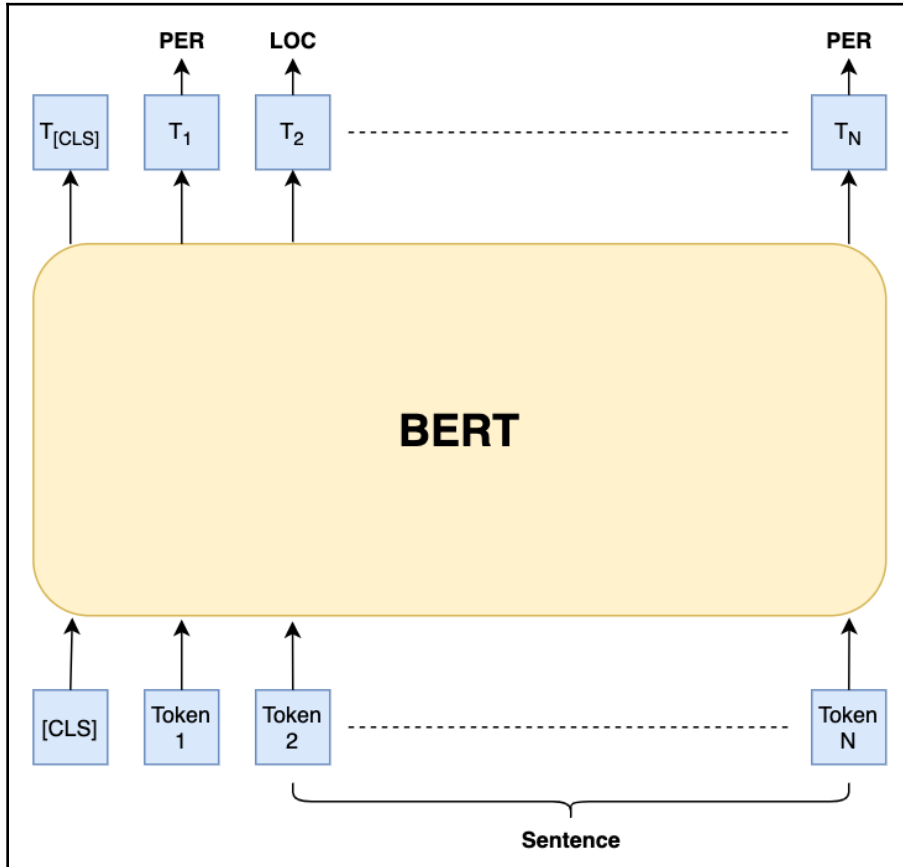 PER LOC PER
T[CLS] T1 T2 TN
BERT
[CLS] Token 1 Token 2 Token N
Sentence